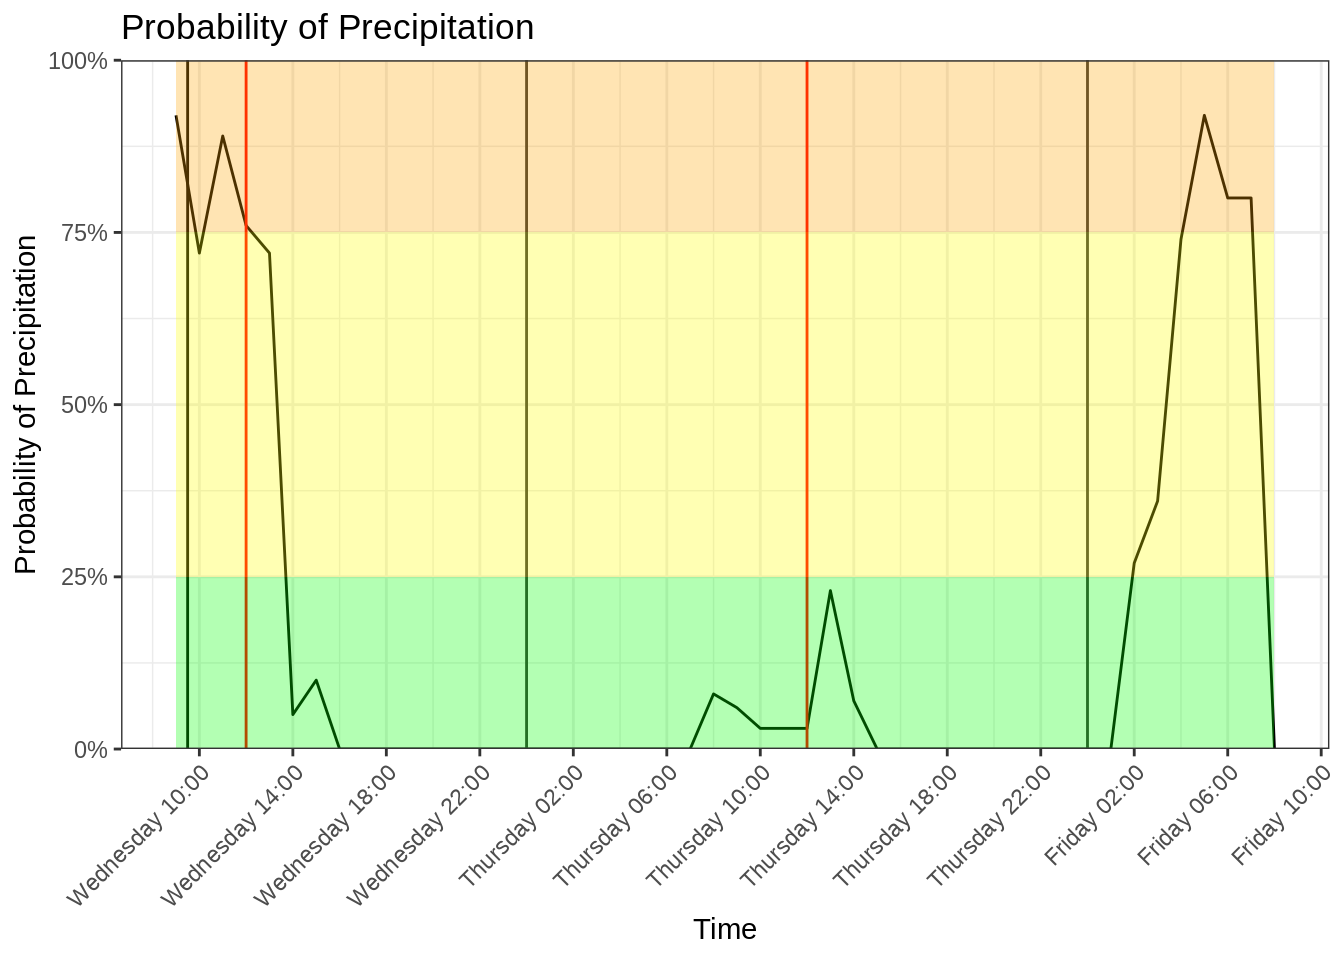 Probability of Precipitation
Probability of Precipitation
100%
75%
50%
25%
0%
Wednesday 10:00
Wednesday 14:00
Wednesday 18:00
Wednesday 22:00
Thursday 02:00
Thursday 06:00
Thursday 10:00
Thursday 14:00
Thursday 18:00
Thursday 22:00
Friday 02:00
Friday 06:00
Friday 10:00
Time